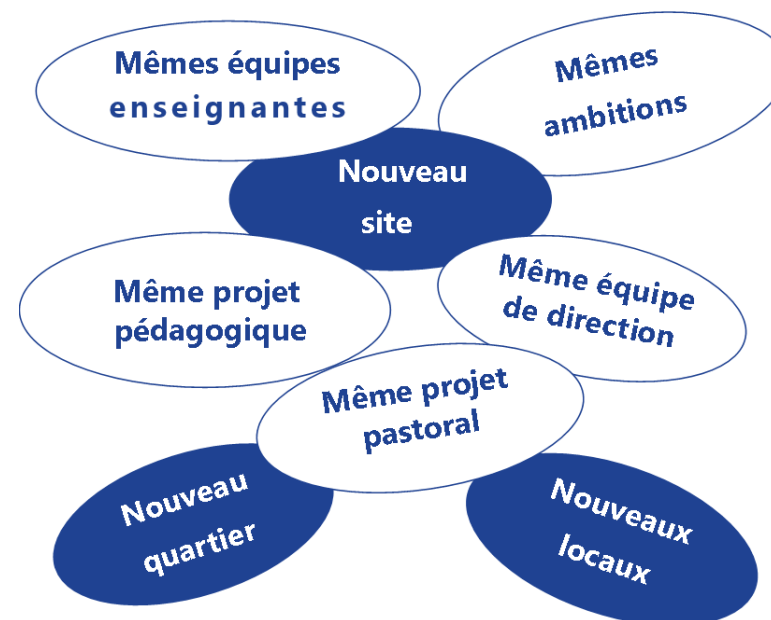 Mêmes équipes
enseignantes
Mêmes
ambitions
Nouveau
site
Même projet
pédagogique
Même équipe
de direction
Même projet
pastoral
Nouveau
quartier
Nouveaux
locaux